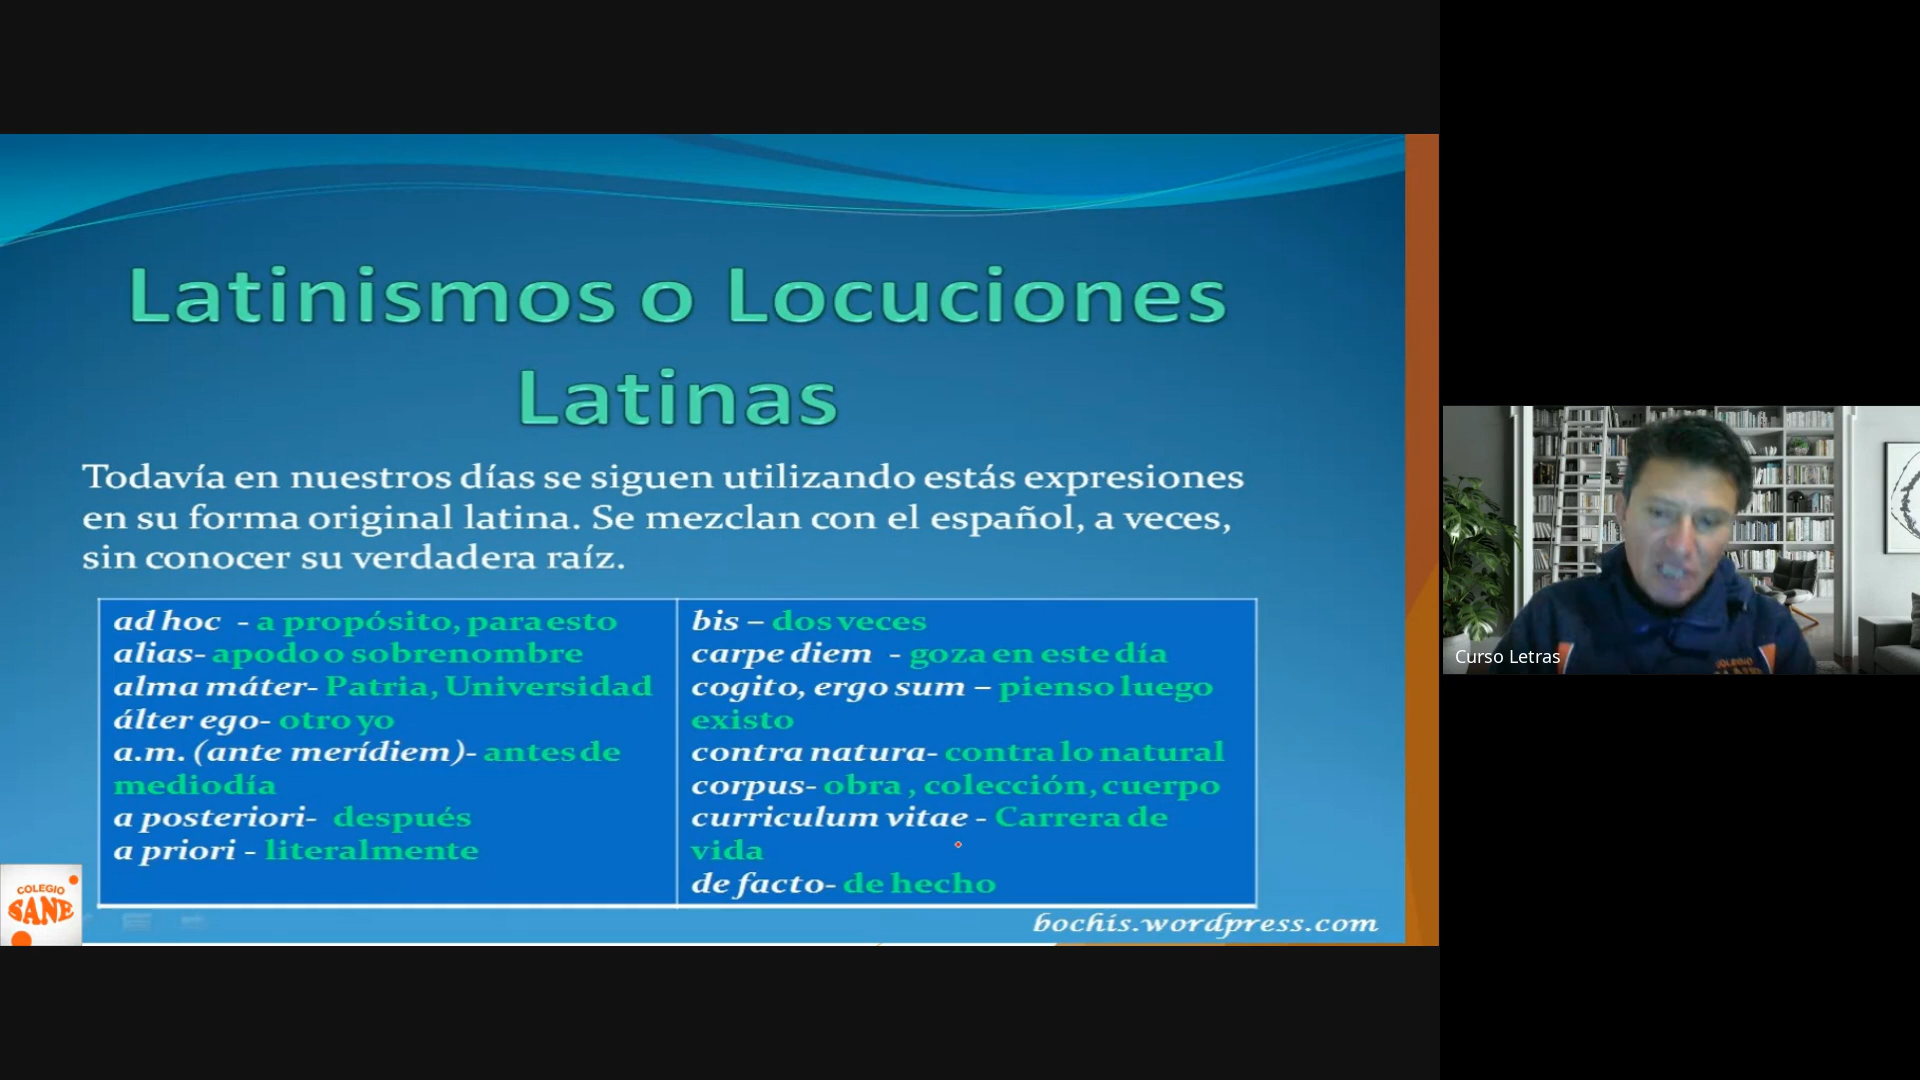 Latinismos o Locuciones
Latinas
Todavía en nuestros días se siguen utilizando estás expresiones
en su forma original latina. Se mezclan con el español, a veces,
sin conocer su verdadera raíz.
ad hoc - a propósito, para esto
alias- apodo o sobrenombre
alma máter- Patria, Universidad
álter ego- otro yo
a.m. (ante merídiem)- antes de
mediodía
a posteriori- después
a priori - literalmente
bis – dos veces
carpe diem - goza en este día
cogito, ergo sum – pienso luego
existo
contra natura- contra lo natural
corpus- obra , colección, cuerpo
curriculum vitae - Carrera de
vida
de facto- de hecho
bochis.wordpress.com
COLEGIO
SANE
Curso Letras
COLEGIO